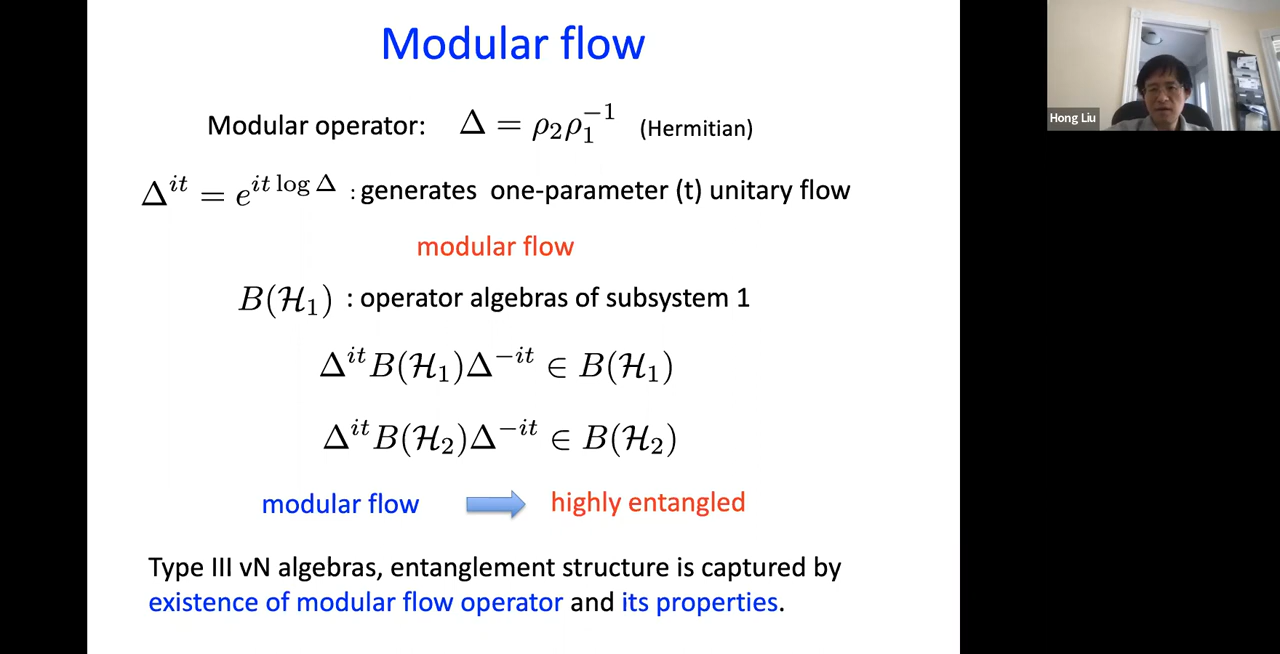 Modular flow
Modular operator: Δ = ρ₂ρ₁⁻¹ (Hermitian)
Δ^{it} = e^{it log Δ} : generates one-parameter (t) unitary flow
modular flow
B(ℋ₁) : operator algebras of subsystem 1
Δ^{it}B(ℋ₁)Δ^{-it} ∈ B(ℋ₁)
Δ^{it}B(ℋ₂)Δ^{-it} ∈ B(ℋ₂)
modular flow highly entangled
Type III vN algebras, entanglement structure is captured by
existence of modular flow operator and its properties.
Hong Liu